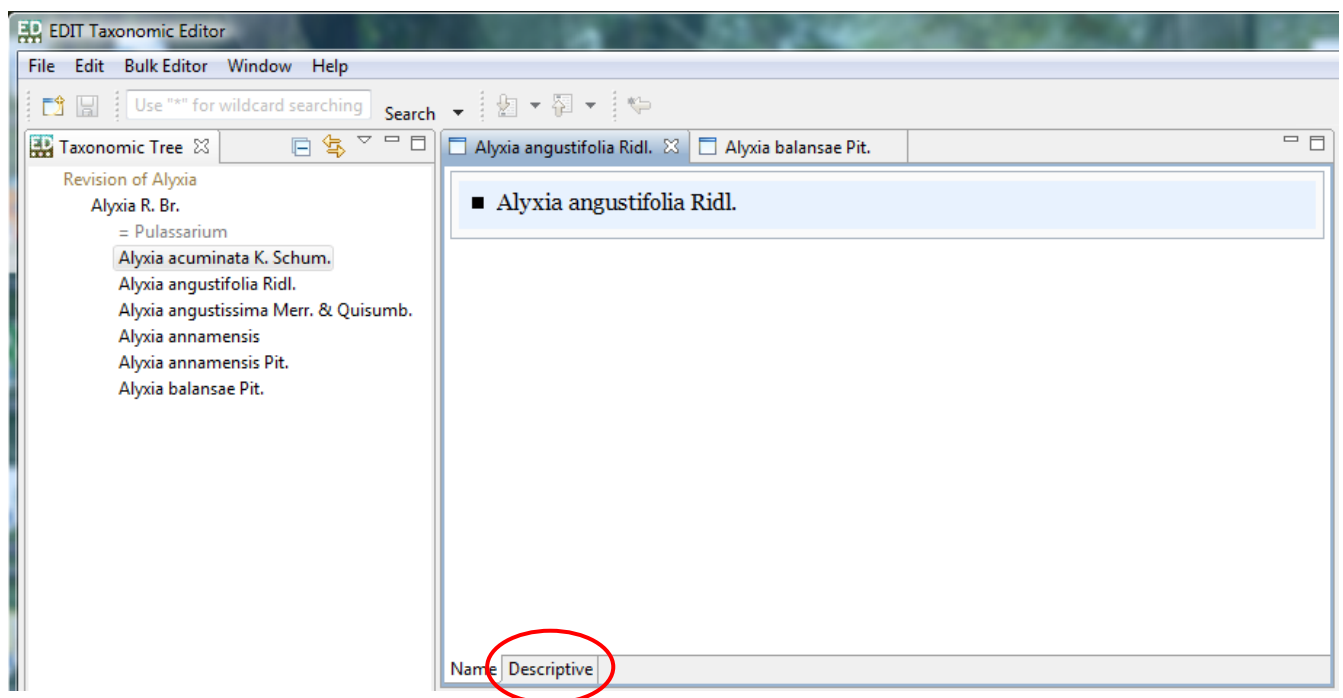 EDIT Taxonomic Editor
File Edit Bulk Editor Window Help
Use "*" for wildcard searching Search
Taxonomic Tree
Alyxia angustifolia Ridl. Alyxia balansae Pit.
Revision of Alyxia
Alyxia R. Br.
= Pulassarium
Alyxia acuminata K. Schum.
Alyxia angustifolia Ridl.
Alyxia angustissima Merr. & Quisumb.
Alyxia annamensis
Alyxia annamensis Pit.
Alyxia balansae Pit.
■ Alyxia angustifolia Ridl.
Name Descriptive